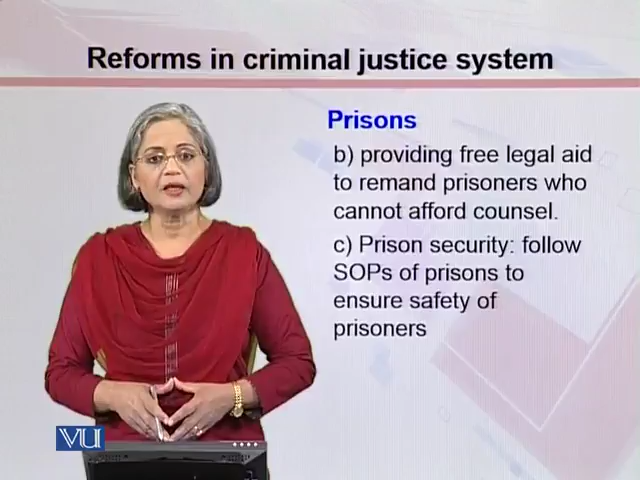 Reforms in criminal justice system
Prisons
b) providing free legal aid
to remand prisoners who
cannot afford counsel.
c) Prison security: follow
SOPs of prisons to
ensure safety of
prisoners
VU